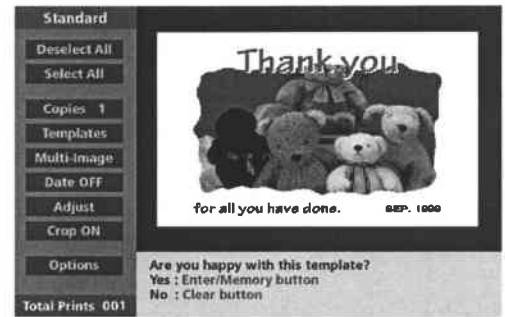 Standard
Deselect All
Select All
Copies 1
Templates
Multi-Image
Date OFF
Adjust
Crop ON
Options
Total Prints 001
Thank you
for all you have done.
SEP. 1999
Are you happy with this template?
Yes : Enter/Memory button
No : Clear button